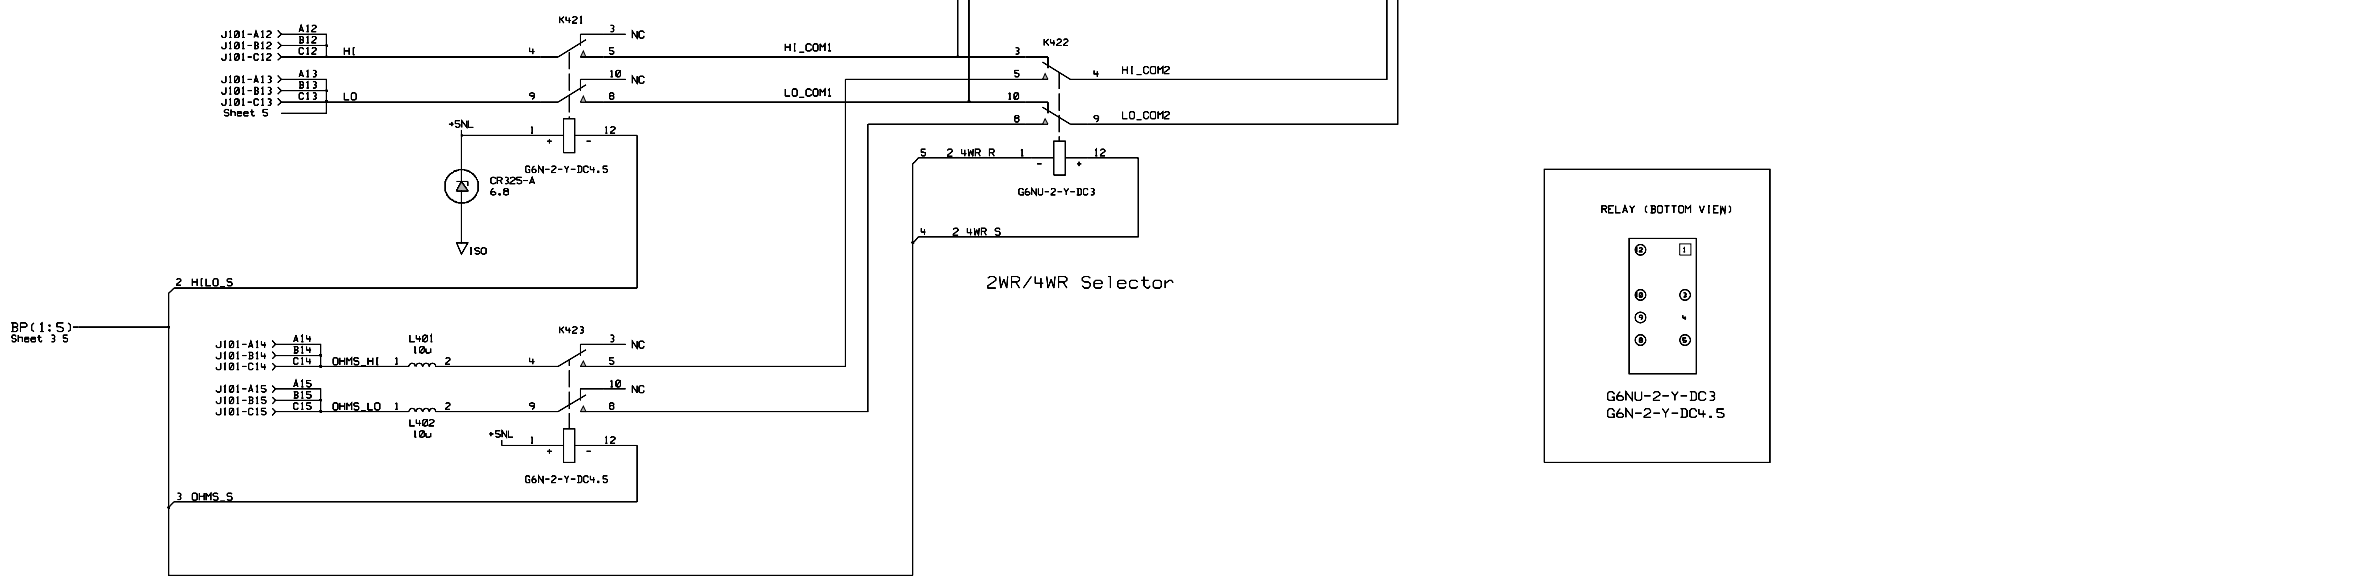 K421
J101-A12 A12
J101-B12 B12
J101-C12 C12 HI 4
3 NC
5 HI_COM1 3
K422
5 4 HI_COM2
J101-A13 A13
J101-B13 B13
J101-C13 C13 LO 9
Sheet 5
10 NC
8 LO_COM1 10
8 9 LO_COM2
+5NL 1 12
+ -
G6N-2-Y-DC4.5
CR325-A
6.8
ISO
5 2 4WR R 1 12
- +
G6NU-2-Y-DC3
4 2 4WR S
2WR/4WR Selector
2 HILO_S
BP(1:5)
Sheet 3 5
K423
J101-A14 A14
J101-B14 B14
J101-C14 C14 OHMS_HI 1 2 4
L401
10u
3 NC
5
J101-A15 A15
J101-B15 B15
J101-C15 C15 OHMS_LO 1 2 9
L402
10u
10 NC
8
+5NL 1 12
+ -
G6N-2-Y-DC4.5
3 OHMS_S
RELAY (BOTTOM VIEW)
12 1
10 3
9 4
8 5
G6NU-2-Y-DC3
G6N-2-Y-DC4.5